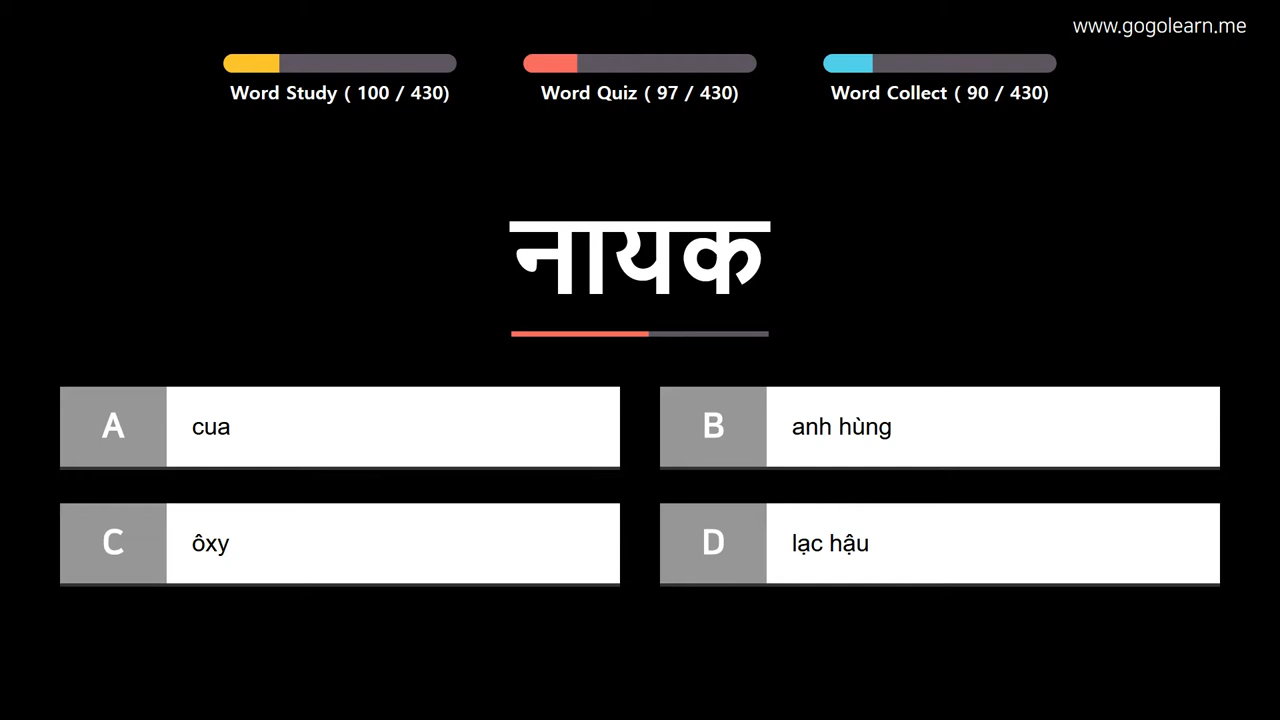 www.gogolearn.me
Word Study ( 100 / 430)
Word Quiz ( 97 / 430)
Word Collect ( 90 / 430)
नायक
A
cua
B
anh hùng
C
ôxy
D
lạc hậu